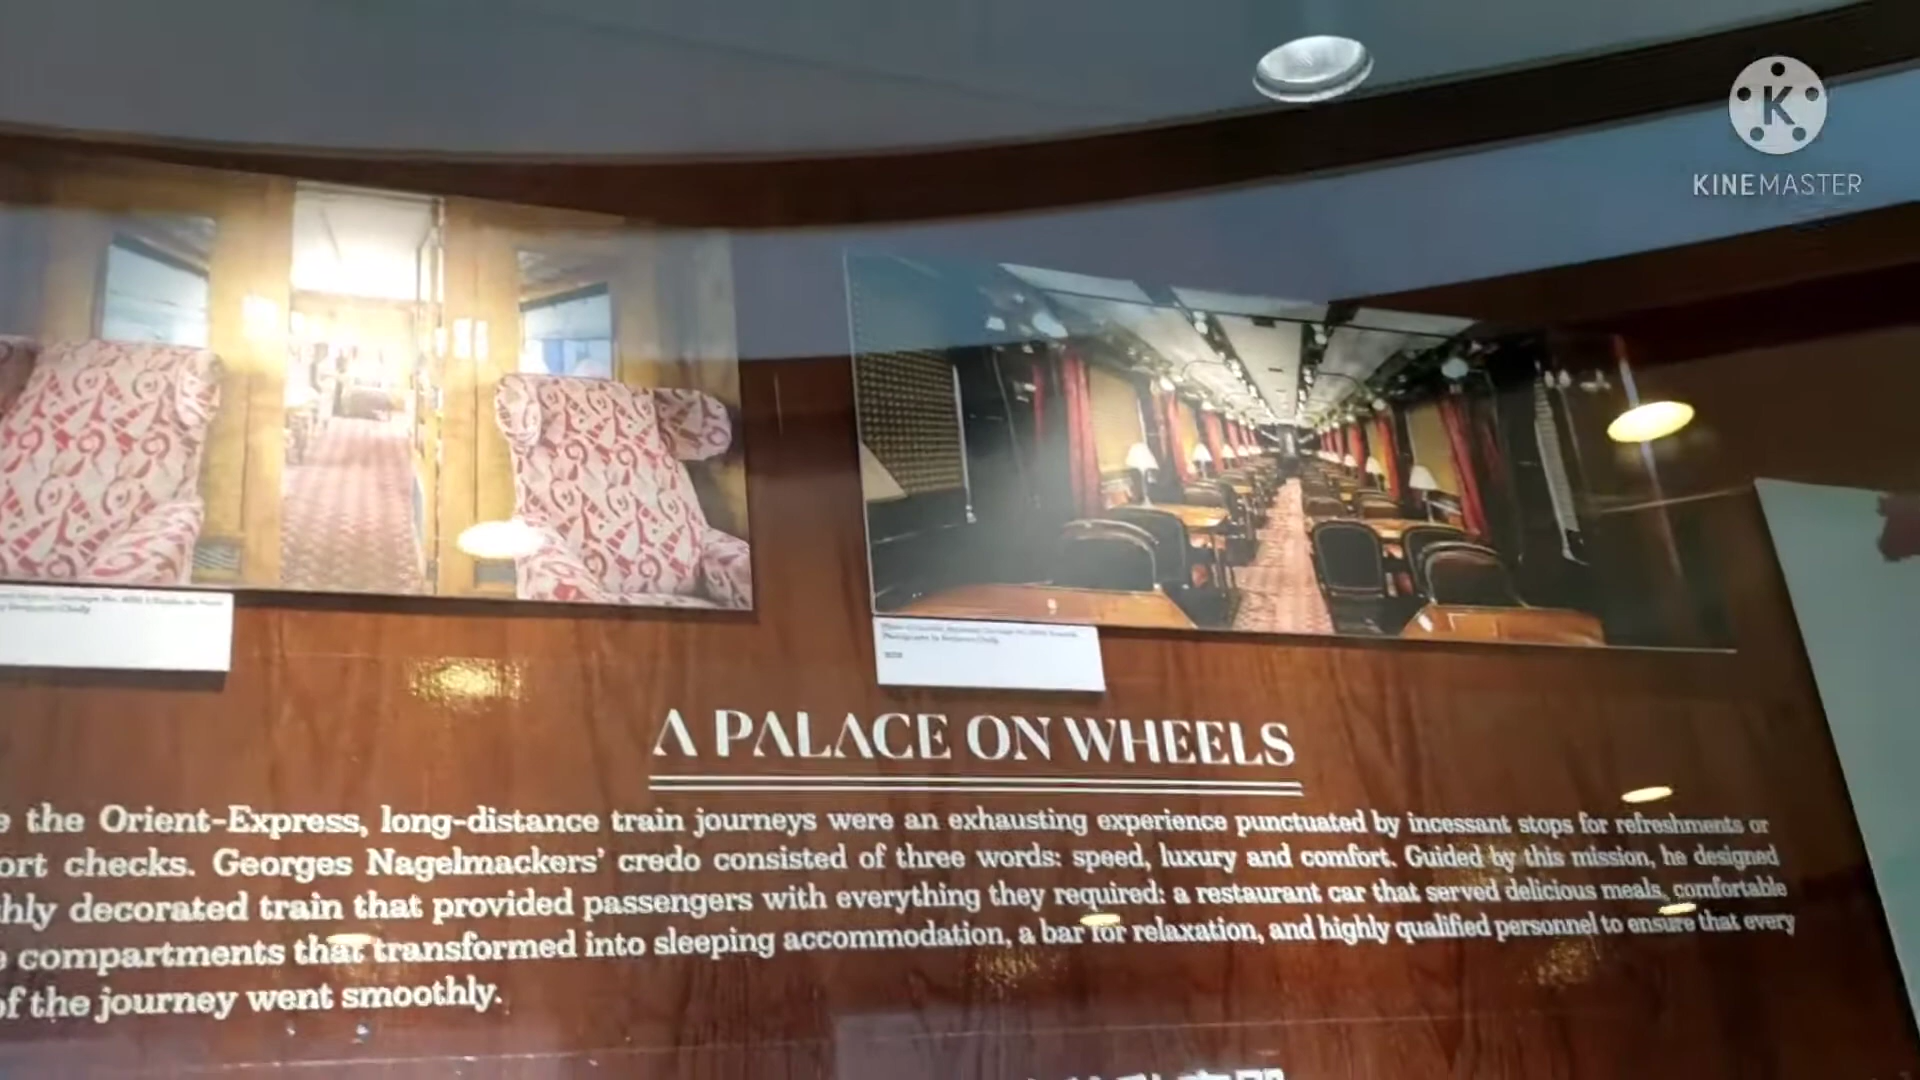 KINEMASTER
A PALACE ON WHEELS
the Orient-Express, long-distance train journeys were an exhausting experience punctuated by incessant stops for refreshments or
ort checks. Georges Nagelmackers' credo consisted of three words: speed, luxury and comfort. Guided by this mission, he designed
hly decorated train that provided passengers with everything they required: a restaurant car that served delicious meals, comfortable
compartments that transformed into sleeping accommodation, a bar for relaxation, and highly qualified personnel to ensure that every
of the journey went smoothly.